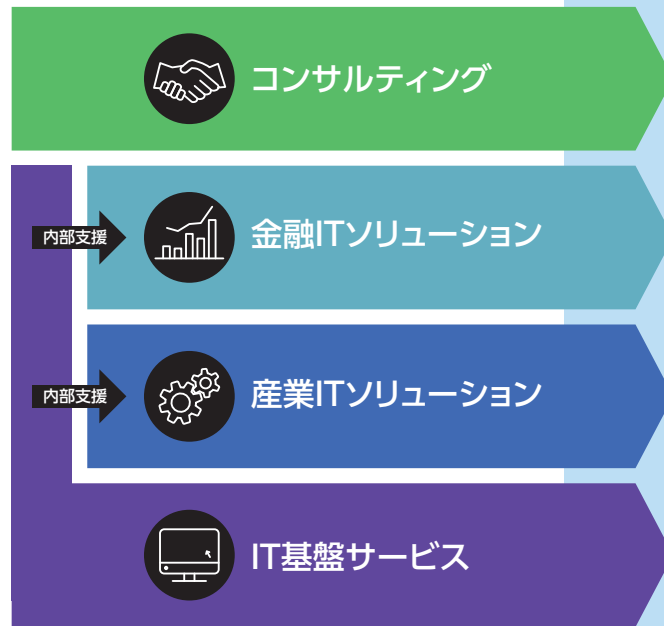 コンサルティング
内部支援
金融ITソリューション
内部支援
産業ITソリューション
IT基盤サービス